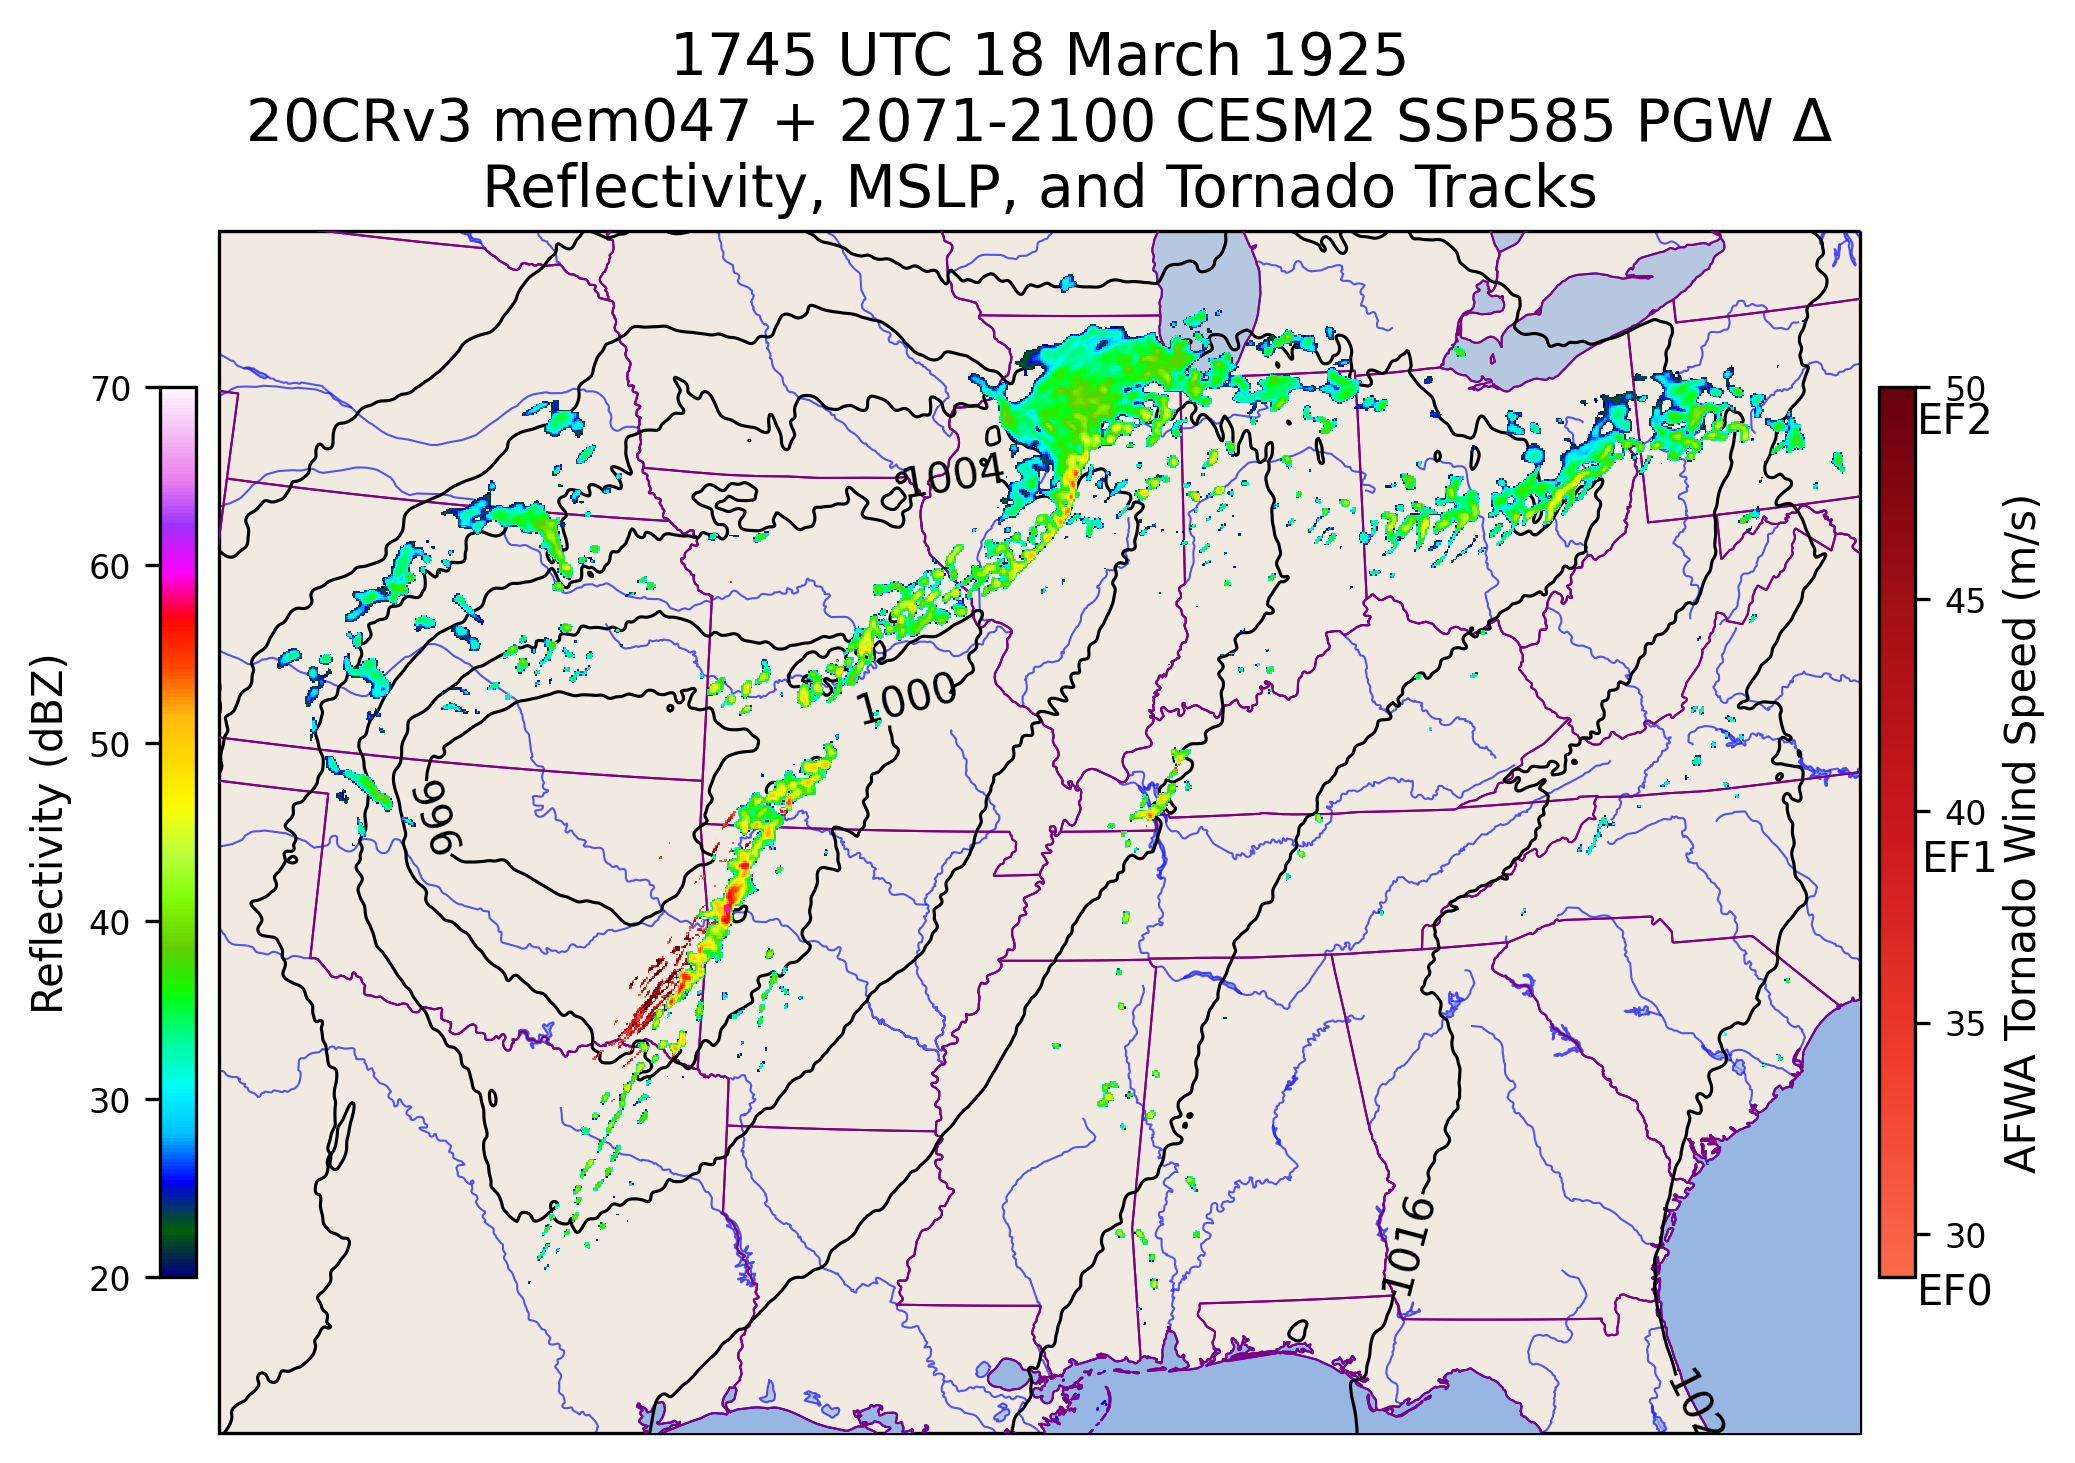 1745 UTC 18 March 1925
20CRv3 mem047 + 2071-2100 CESM2 SSP585 PGW Δ
Reflectivity, MSLP, and Tornado Tracks
Reflectivity (dBZ)
70
60
50
40
30
20
1004
1000
996
1016
102
50
EF2
45
40
EF1
35
30
EF0
AFWA Tornado Wind Speed (m/s)